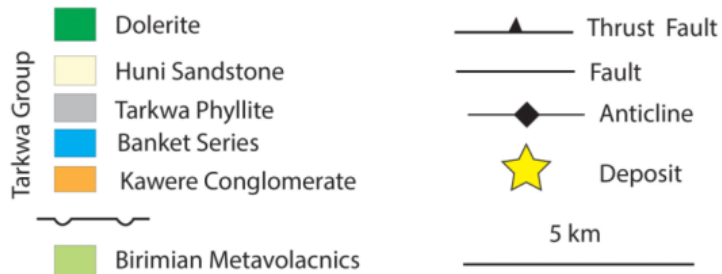 Tarkwa Group
Dolerite
Huni Sandstone
Tarkwa Phyllite
Banket Series
Kawere Conglomerate
Birimian Metavolacnics
Thrust Fault
Fault
Anticline
Deposit
5 km